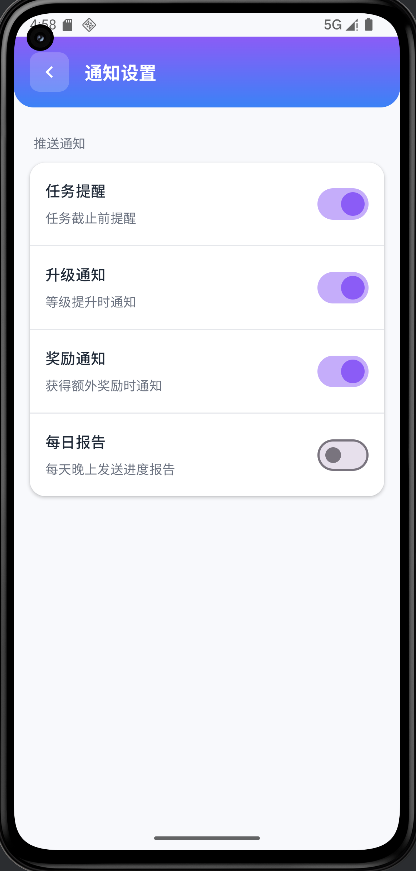 4:58
5G
通知设置
推送通知
任务提醒
任务截止前提醒
升级通知
等级提升时通知
奖励通知
获得额外奖励时通知
每日报告
每天晚上发送进度报告